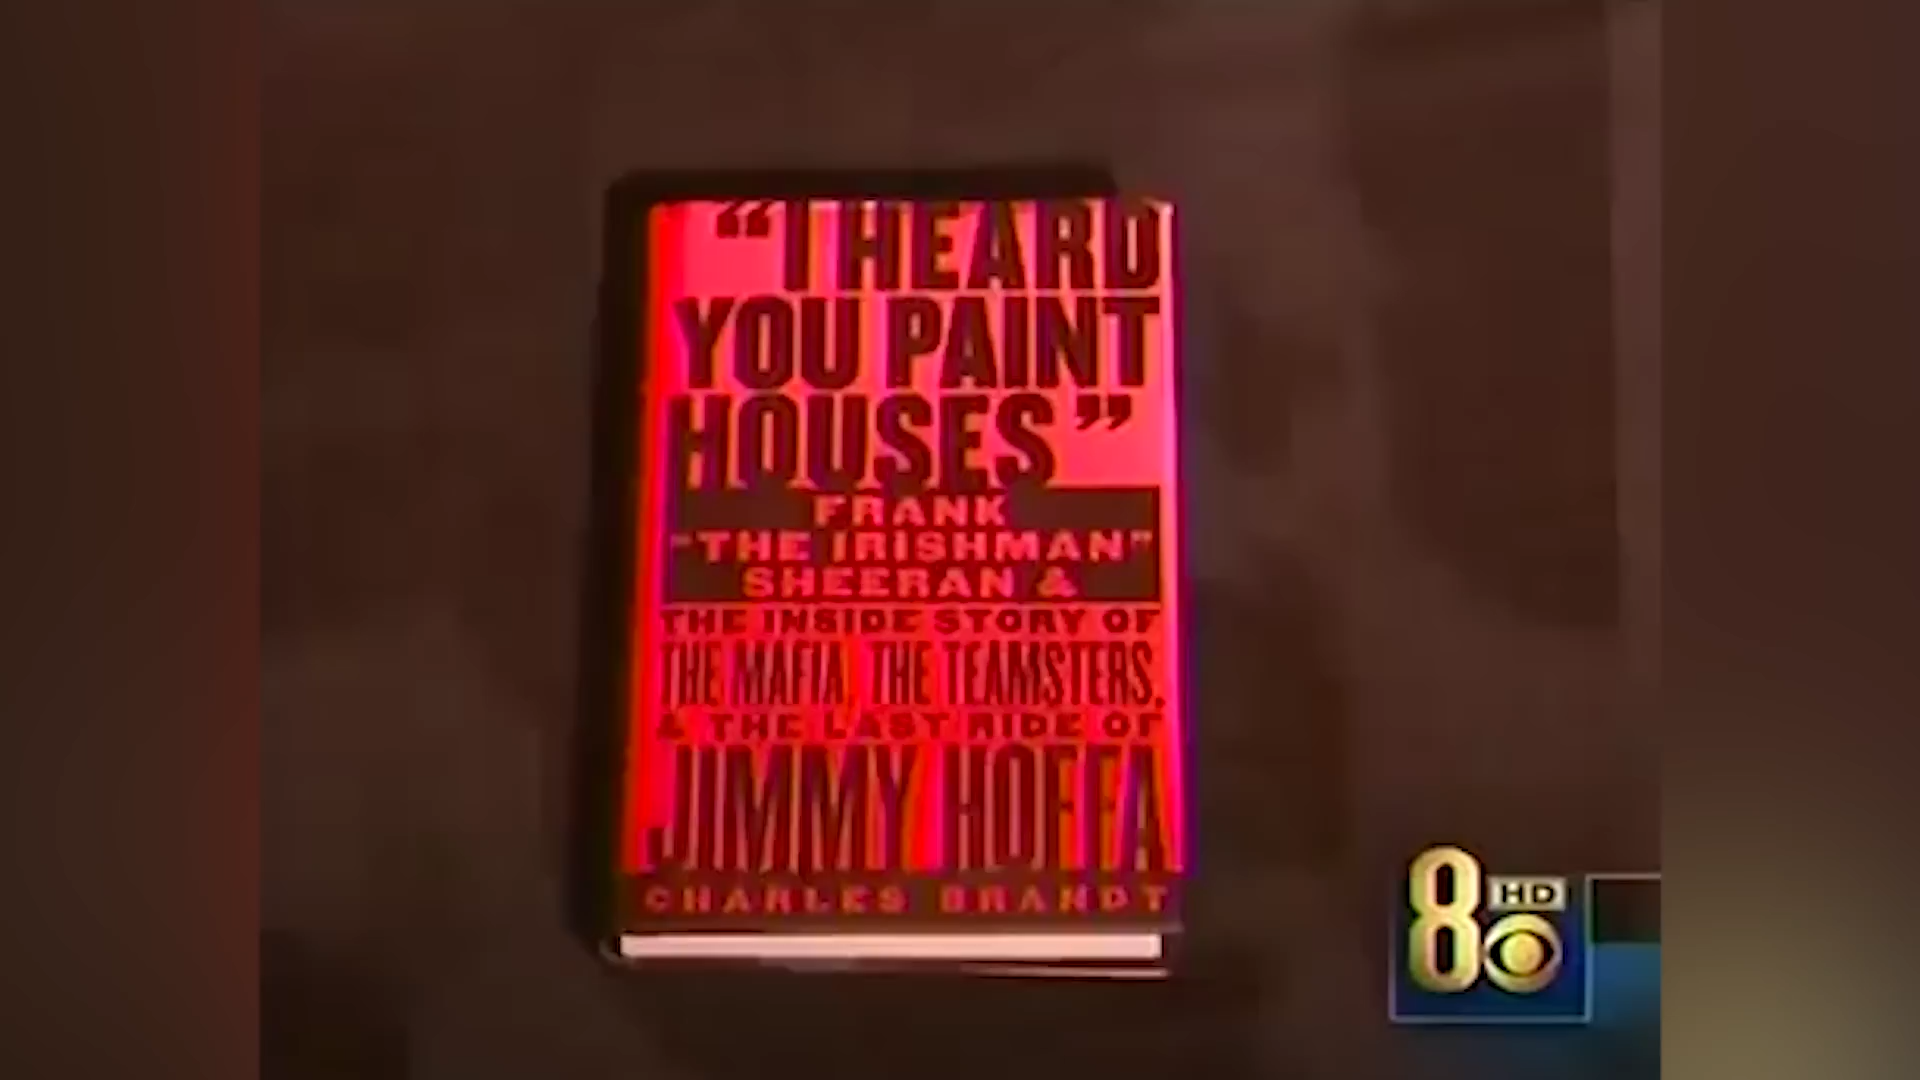 “I HEARD
YOU PAINT
HOUSES”
FRANK
“THE IRISHMAN”
SHEERAN &
THE INSIDE STORY OF
THE MAFIA, THE TEAMSTERS,
& THE LAST RIDE OF
JIMMY HOFFA
CHARLES BRANDT
8 HD